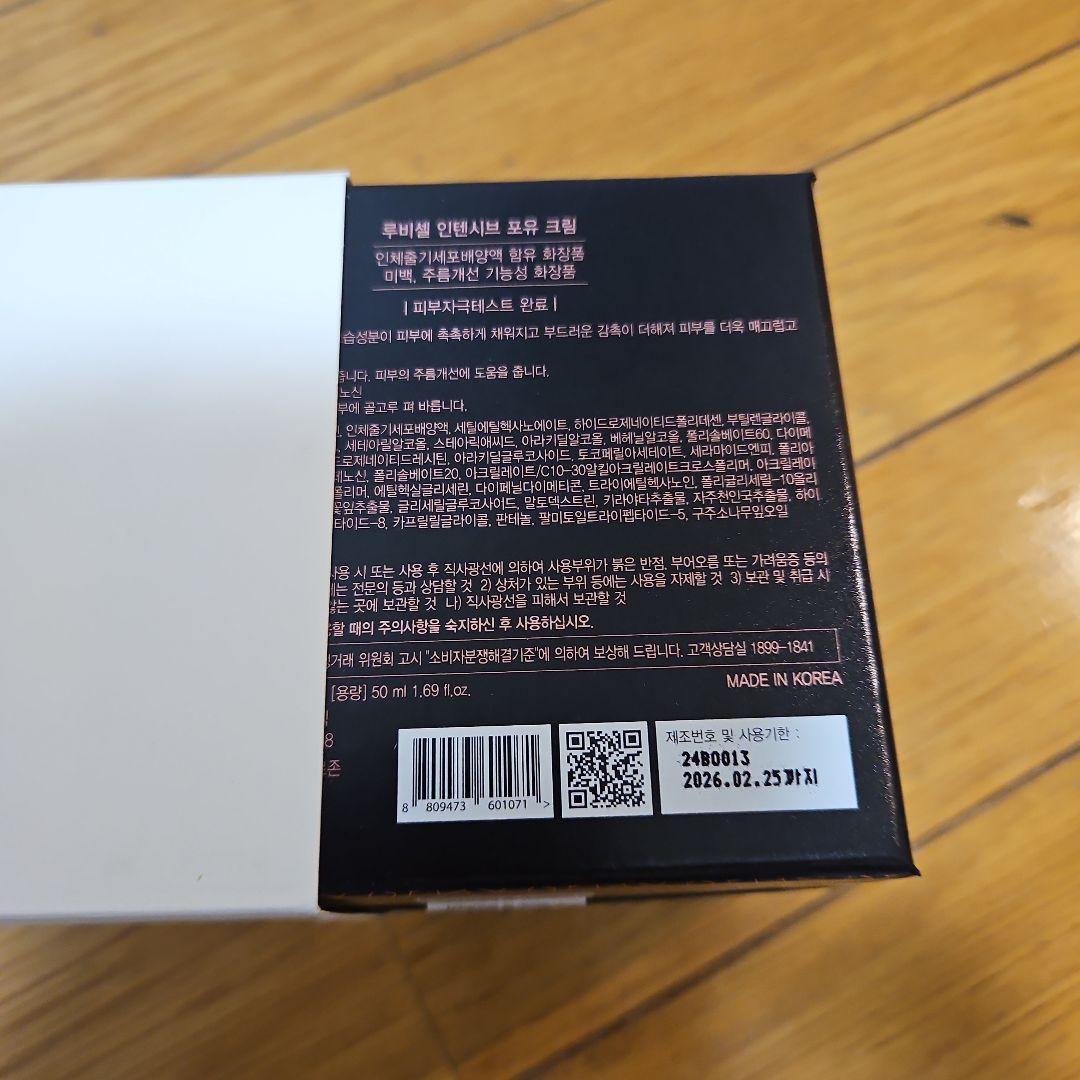 루비셀 인텐시브 포유 크림
인체줄기세포배양액 함유 화장품
미백, 주름개선 기능성 화장품
| 피부자극테스트 완료 |
습성분이 피부에 촉촉하게 채워지고 부드러운 감촉이 더해져 피부를 더욱 매끄럽고
줍니다. 피부의 주름개선에 도움을 줍니다.
노신
부에 골고루 펴 바릅니다.
인체줄기세포배양액, 세틸에틸헥사노에이트, 하이드로제네이티드폴리데센, 부틸렌글라이콜,
세테아릴알코올, 스테아릭애씨드, 아라키딜알코올, 베헤닐알코올, 폴리솔베이트60, 다이메
드로제네이티드레시틴, 아라키딜글루코사이드, 토코페릴아세테이트, 세라마이드엔피, 폴리아
데노신, 폴리솔베이트20, 아크릴레이트/C10-30알킬아크릴레이트크로스폴리머, 아크릴레이
폴리머, 에틸헥실글리세린, 다이페닐다이메티콘, 트라이에틸헥사노인, 폴리글리세릴-10올리
꽃잎추출물, 글리세릴글루코사이드, 말토덱스트린, 키라야추출물, 자주천인국추출물, 하이
타이드-8, 카프릴릴글라이콜, 판테놀, 팔미토일트라이펩타이드-5, 구주소나무잎오일
사용 시 또는 사용 후 직사광선에 의하여 사용부위가 붉은 반점, 부어오름 또는 가려움증 등의
는 전문의 등과 상담할 것 2) 상처가 있는 부위 등에는 사용을 자제할 것 3) 보관 및 취급 시
않는 곳에 보관할 것 나) 직사광선을 피해서 보관할 것
할 때의 주의사항을 숙지하신 후 사용하십시오.
거래 위원회 고시 "소비자분쟁해결기준"에 의하여 보상해 드립니다. 고객상담실 1899-1841
[용량] 50 ml 1.69 fl.oz.
MADE IN KOREA
8
존
8 809473 601071 >
제조번호 및 사용기한 :
24B0013
2026.02.25까지